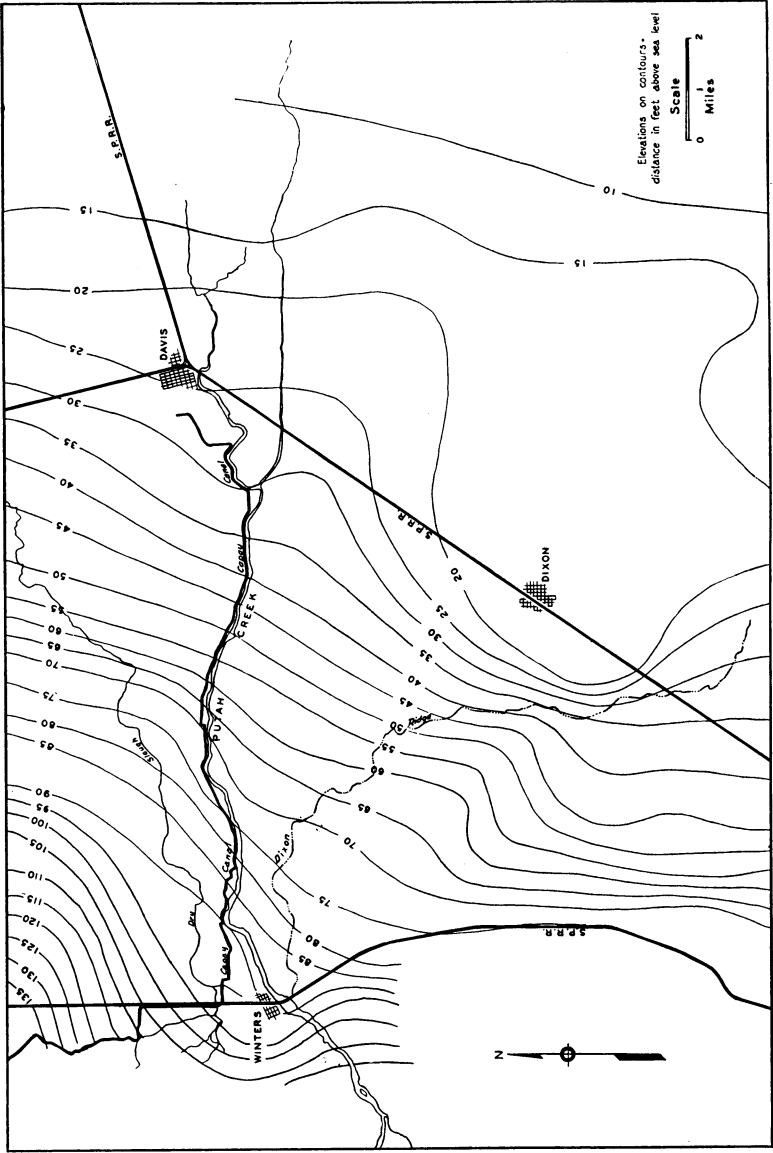 Elevations on contours-
distance in feet above sea level
Scale
0 1 2
Miles
S.P.R.R.
10
15
15
20
DAVIS
25
30
35
40
45
50
55
60
65
70
75
80
85
90
95
100
105
110
115
120
125
130
135
Canal
Capay
CREEK
PUTAH
Slough
Dry
Canal
Capay
WINTERS
S.P.R.R.
DIXON
20
25
30
35
40
45
50
55
60
65
70
75
80
85
Ridge
Dixon
S.P.R.R.
N